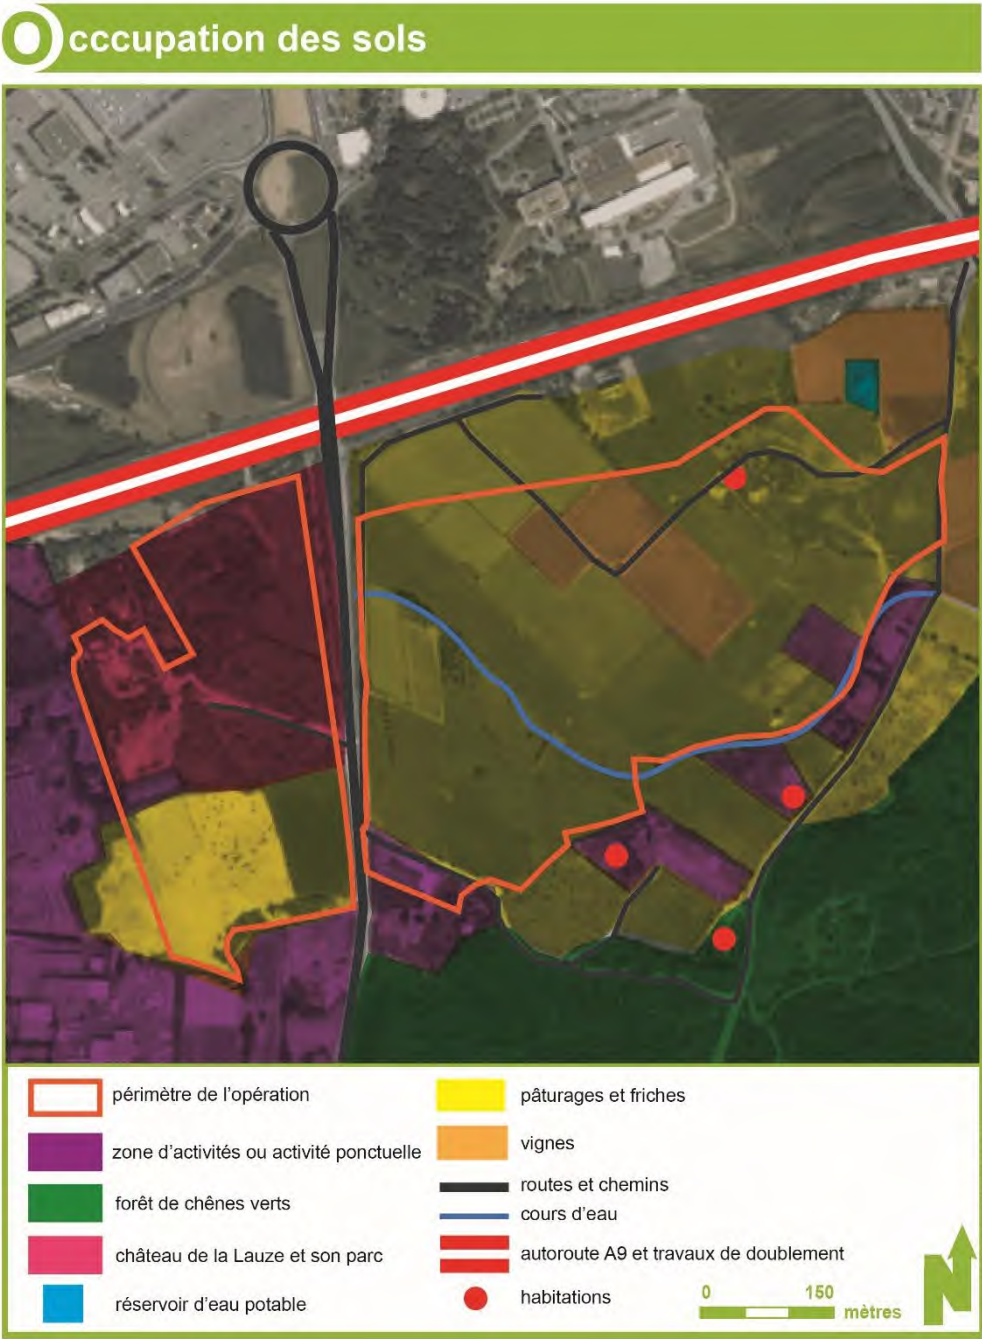 Occcupation des sols
périmètre de l'opération
zone d'activités ou activité ponctuelle
forêt de chênes verts
château de la Lauze et son parc
réservoir d'eau potable
pâturages et friches
vignes
routes et chemins
cours d'eau
autoroute A9 et travaux de doublement
habitations
0 150
mètres
N